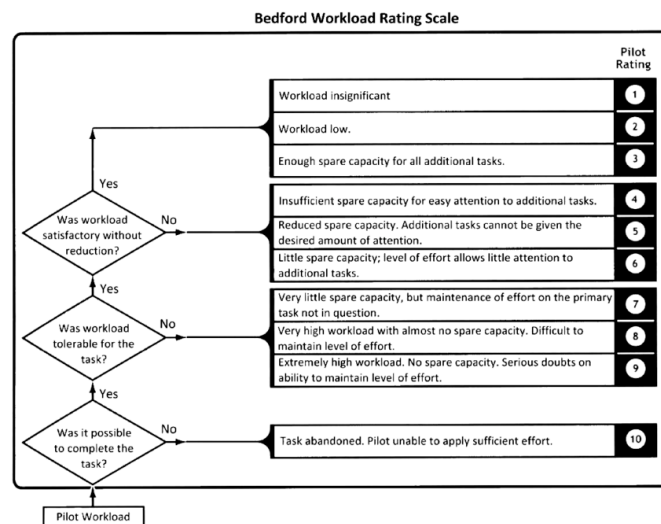 Bedford Workload Rating Scale
Pilot
Rating
Workload insignificant
1
Workload low.
2
Enough spare capacity for all additional tasks.
3
Yes
Was workload
satisfactory without
reduction?
No
Insufficient spare capacity for easy attention to additional tasks.
4
Reduced spare capacity. Additional tasks cannot be given the
desired amount of attention.
5
Little spare capacity; level of effort allows little attention to
additional tasks.
6
Yes
Was workload
tolerable for the
task?
No
Very little spare capacity, but maintenance of effort on the primary
task not in question.
7
Very high workload with almost no spare capacity. Difficult to
maintain level of effort.
8
Extremely high workload. No spare capacity. Serious doubts on
ability to maintain level of effort.
9
Yes
Was it possible
to complete the
task?
No
Task abandoned. Pilot unable to apply sufficient effort.
10
Pilot Workload